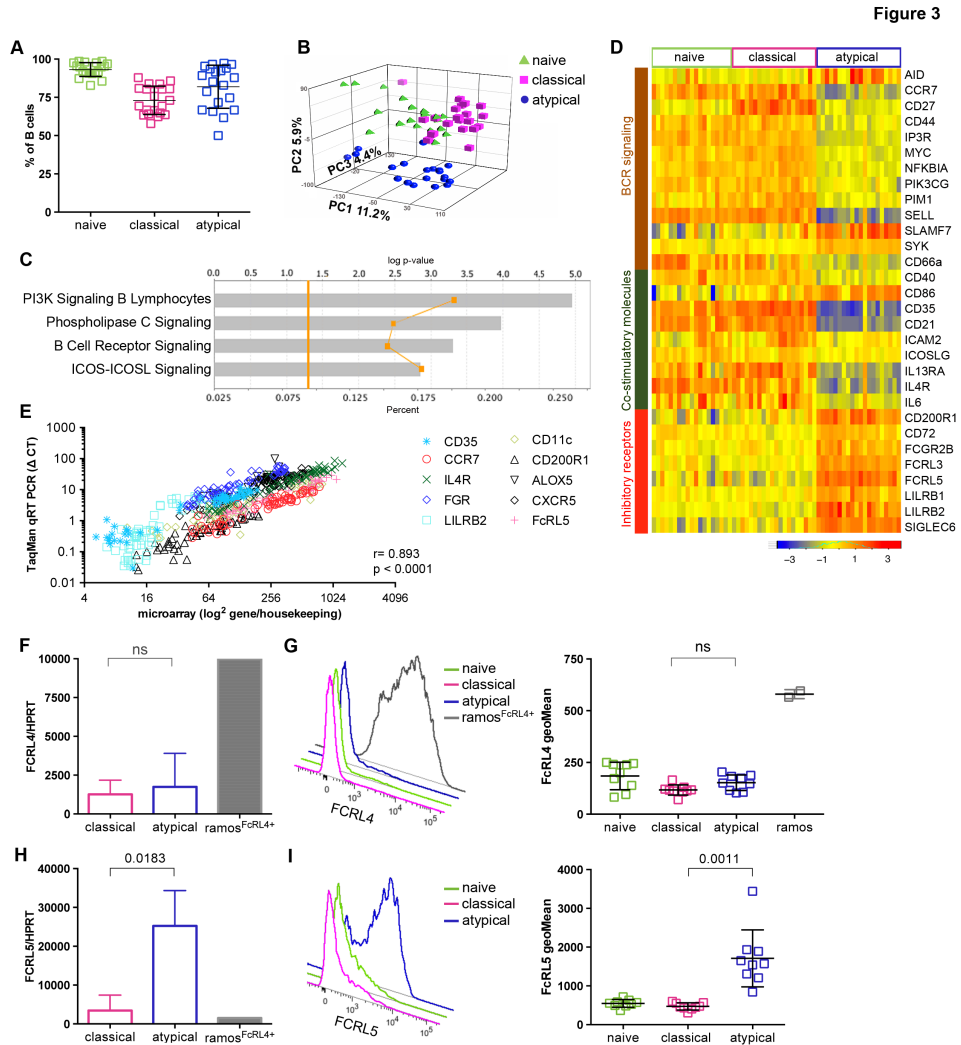 Figure 3
A
% of B cells
100
75
50
25
0
naive
classical
atypical
B
naive
classical
atypical
PC2 5.9%
PC3 4.4%
PC1 11.2%
90
-5
-100
-130
-50
30
110
-130
-20
C
log p-value
0.0 0.5 1.0 1.5 2.0 2.5 3.0 3.5 4.0 4.5 5.0
PI3K Signaling B Lymphocytes
Phospholipase C Signaling
B Cell Receptor Signaling
ICOS-ICOSL Signaling
0.025 0.075 0.125 0.175 0.200 0.250
Percent
D
naive classical atypical
BCR signaling
Co-stimulatory molecules
Inhibitory receptors
AID
CCR7
CD27
CD44
IP3R
MYC
NFKBIA
PIK3CG
PIM1
SELL
SLAMF7
SYK
CD66a
CD40
CD86
CD35
CD21
ICAM2
ICOSLG
IL13RA
IL4R
IL6
CD200R1
CD72
FCGR2B
FCRL3
FCRL5
LILRB1
LILRB2
SIGLEC6
−3 −1 1 3
E
TaqMan qRT PCR (Δ CT)
1000
100
10
1
0.1
0.01
4 16 64 256 1024 4096
microarray (log2 gene/housekeeping)
CD35
CCR7
IL4R
FGR
LILRB2
CD11c
CD200R1
ALOX5
CXCR5
FcRL5
r= 0.893
p < 0.0001
F
FCRL4/HPRT
10000
7500
5000
2500
0
ns
classical atypical ramosFcRL4+
G
naive
classical
atypical
ramosFcRL4+
0 10³ 10⁴ 10⁵
FCRL4
FcRL4 geoMean
750
500
250
0
ns
naive classical atypical ramos
H
FCRL5/HPRT
40000
30000
20000
10000
0
0.0183
classical atypical ramosFcRL4+
I
naive
classical
atypical
0 10³ 10⁴ 10⁵
FCRL5
FcRL5 geoMean
4000
3000
2000
1000
0
0.0011
naive classical atypical